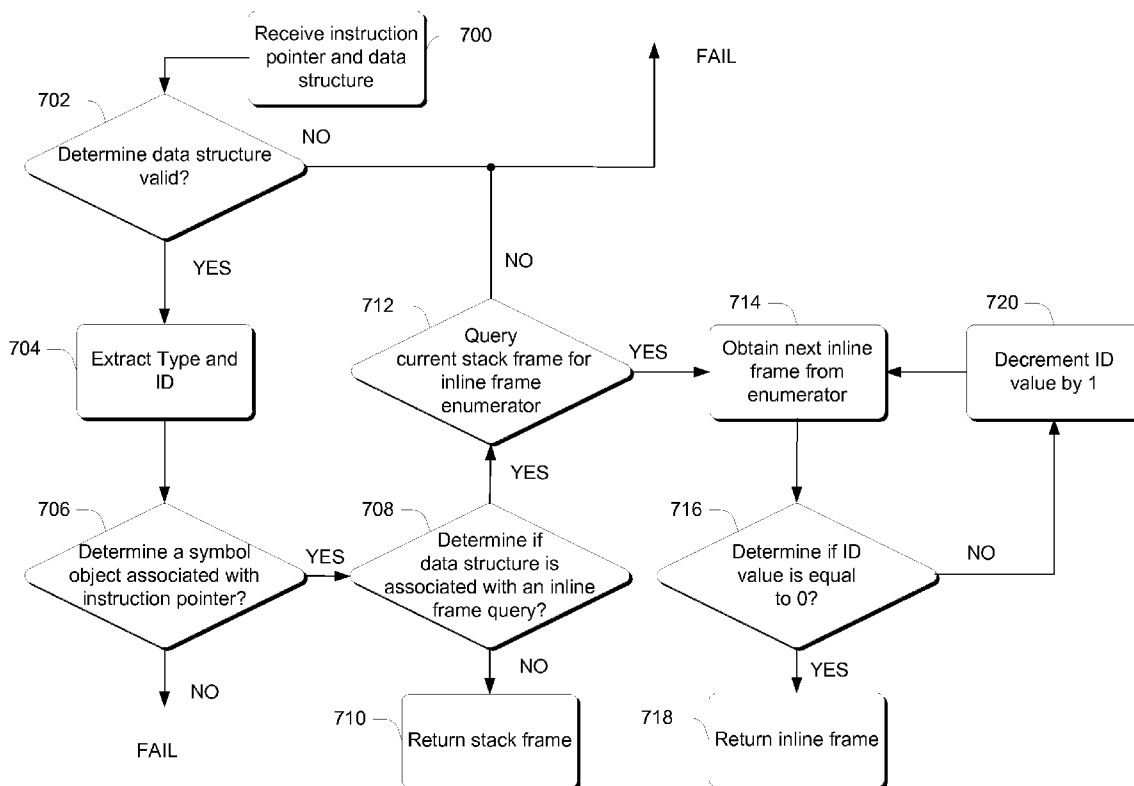 Receive instruction
pointer and data
structure
700
FAIL
702
NO
Determine data structure
valid?
YES
NO
712
714
720
704
Extract Type and
ID
Query
current stack frame for
inline frame
enumerator
YES
Obtain next inline
frame from
enumerator
Decrement ID
value by 1
YES
706
708
716
Determine a symbol
object associated with
instruction pointer?
YES
Determine if
data structure is
associated with an inline
frame query?
Determine if ID
value is equal
to 0?
NO
NO
NO
YES
FAIL
710
Return stack frame
718
Return inline frame